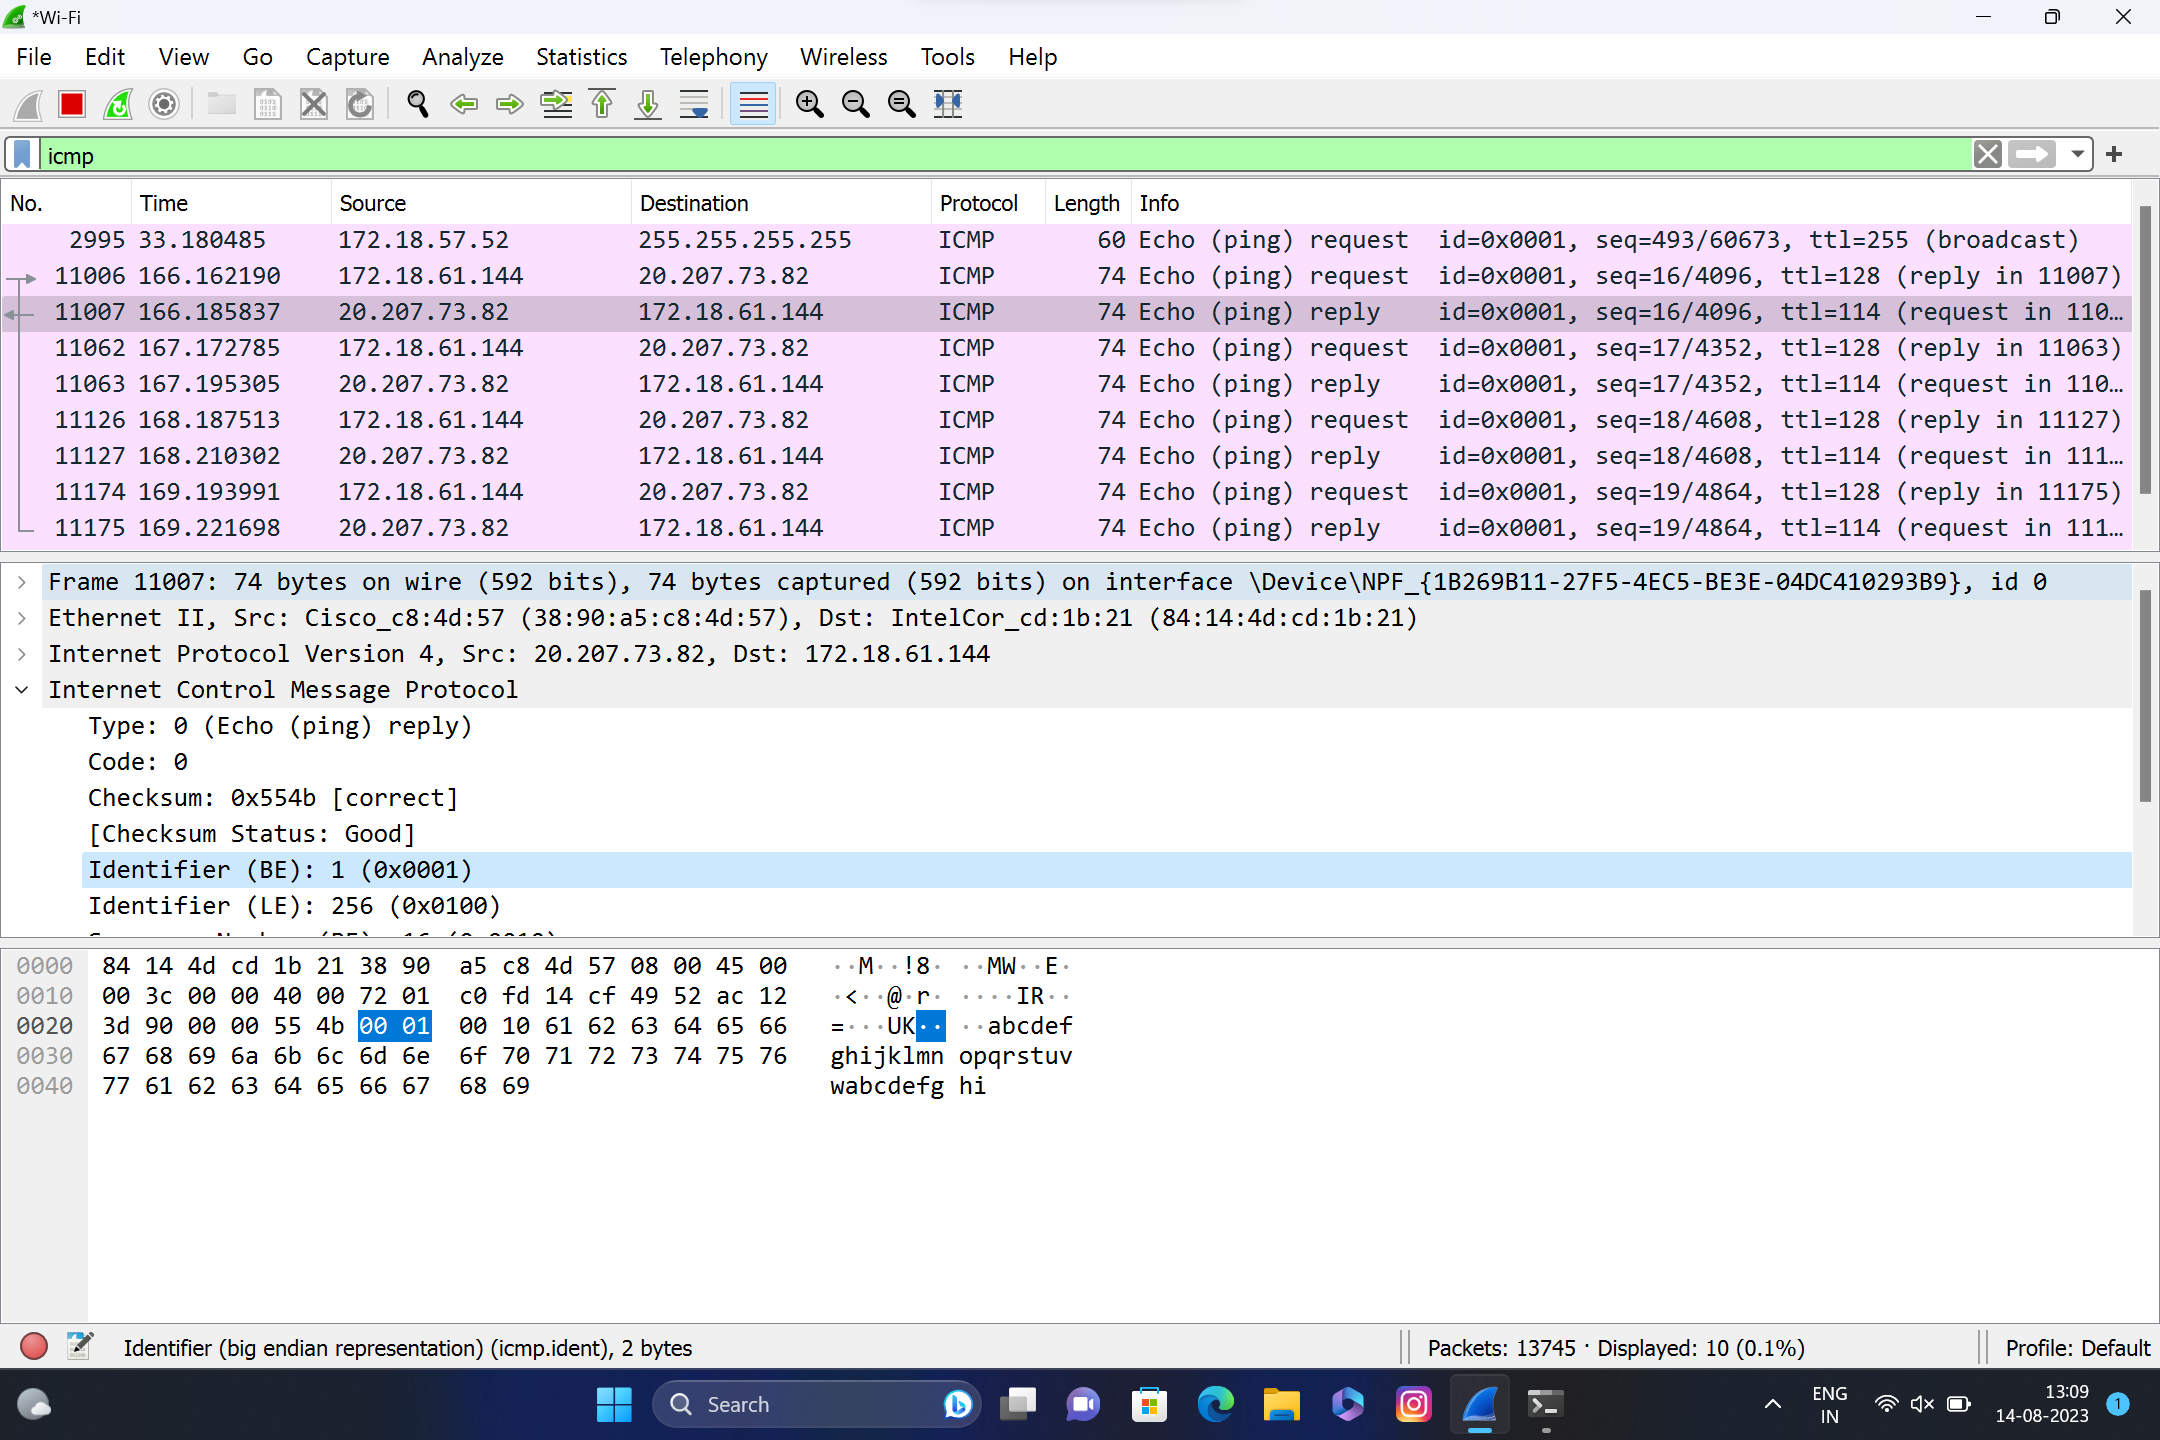 *Wi-Fi
File Edit View Go Capture Analyze Statistics Telephony Wireless Tools Help
icmp
No. Time Source Destination Protocol Length Info
2995 33.180485 172.18.57.52 255.255.255.255 ICMP 60 Echo (ping) request id=0x0001, seq=493/60673, ttl=255 (broadcast)
11006 166.162190 172.18.61.144 20.207.73.82 ICMP 74 Echo (ping) request id=0x0001, seq=16/4096, ttl=128 (reply in 11007)
11007 166.185837 20.207.73.82 172.18.61.144 ICMP 74 Echo (ping) reply id=0x0001, seq=16/4096, ttl=114 (request in 110…
11062 167.172785 172.18.61.144 20.207.73.82 ICMP 74 Echo (ping) request id=0x0001, seq=17/4352, ttl=128 (reply in 11063)
11063 167.195305 20.207.73.82 172.18.61.144 ICMP 74 Echo (ping) reply id=0x0001, seq=17/4352, ttl=114 (request in 110…
11126 168.187513 172.18.61.144 20.207.73.82 ICMP 74 Echo (ping) request id=0x0001, seq=18/4608, ttl=128 (reply in 11127)
11127 168.210302 20.207.73.82 172.18.61.144 ICMP 74 Echo (ping) reply id=0x0001, seq=18/4608, ttl=114 (request in 111…
11174 169.193991 172.18.61.144 20.207.73.82 ICMP 74 Echo (ping) request id=0x0001, seq=19/4864, ttl=128 (reply in 11175)
11175 169.221698 20.207.73.82 172.18.61.144 ICMP 74 Echo (ping) reply id=0x0001, seq=19/4864, ttl=114 (request in 111…
Frame 11007: 74 bytes on wire (592 bits), 74 bytes captured (592 bits) on interface \Device\NPF_{1B269B11-27F5-4EC5-BE3E-04DC410293B9}, id 0
Ethernet II, Src: Cisco_c8:4d:57 (38:90:a5:c8:4d:57), Dst: IntelCor_cd:1b:21 (84:14:4d:cd:1b:21)
Internet Protocol Version 4, Src: 20.207.73.82, Dst: 172.18.61.144
Internet Control Message Protocol
Type: 0 (Echo (ping) reply)
Code: 0
Checksum: 0x554b [correct]
[Checksum Status: Good]
Identifier (BE): 1 (0x0001)
Identifier (LE): 256 (0x0100)
0000 84 14 4d cd 1b 21 38 90 a5 c8 4d 57 08 00 45 00 ··M··!8· ··MW··E·
0010 00 3c 00 00 40 00 72 01 c0 fd 14 cf 49 52 ac 12 ·<··@·r· ····IR··
0020 3d 90 00 00 55 4b 00 01 00 10 61 62 63 64 65 66 =···UK·· ··abcdef
0030 67 68 69 6a 6b 6c 6d 6e 6f 70 71 72 73 74 75 76 ghijklmn opqrstuv
0040 77 61 62 63 64 65 66 67 68 69 wabcdefg hi
Identifier (big endian representation) (icmp.ident), 2 bytes Packets: 13745 · Displayed: 10 (0.1%) Profile: Default
Search
ENG
IN
13:09
14-08-2023
1